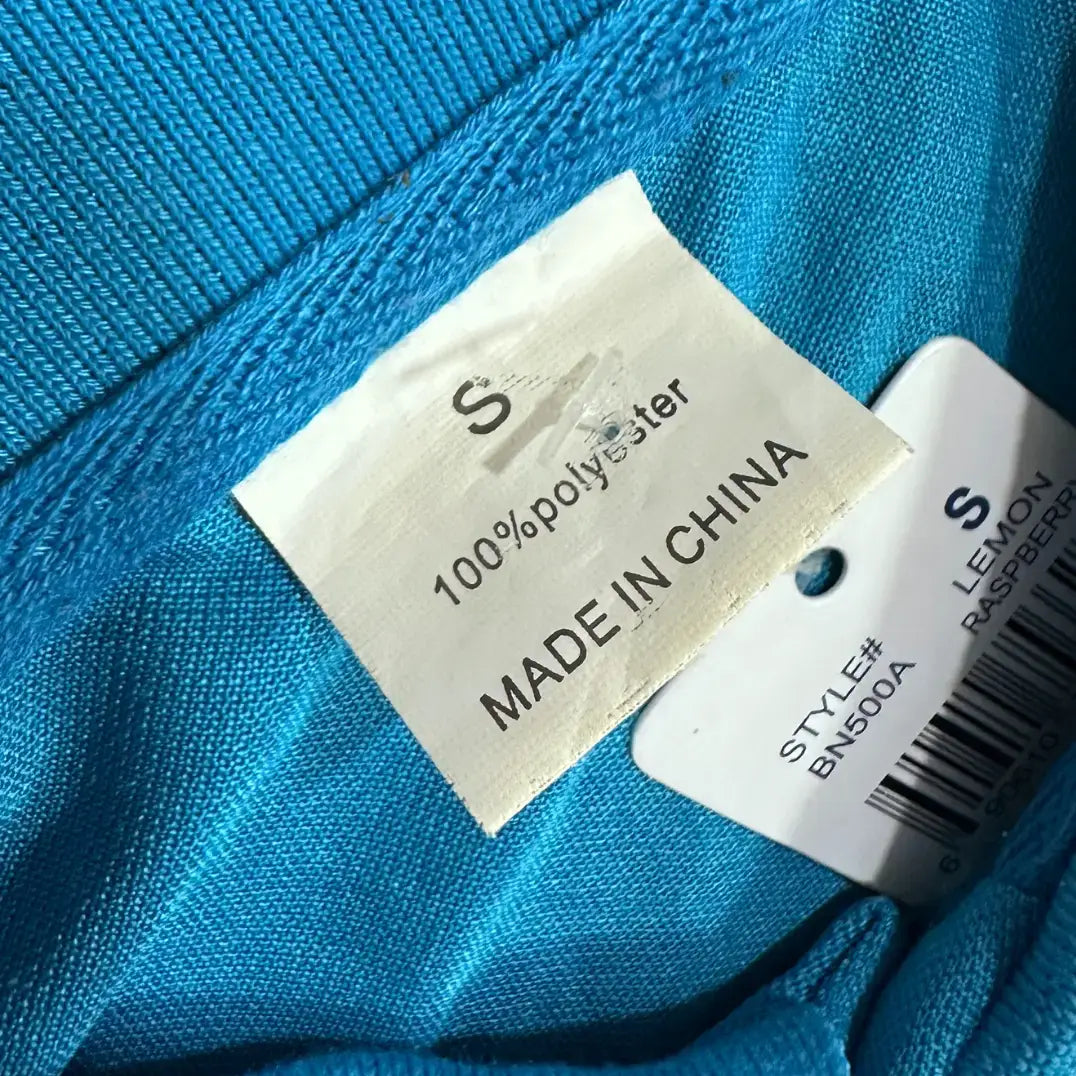 S
100%polyester
MADE IN CHINA
S
LEMON
RASPBERRY
STYLE#
BN500A